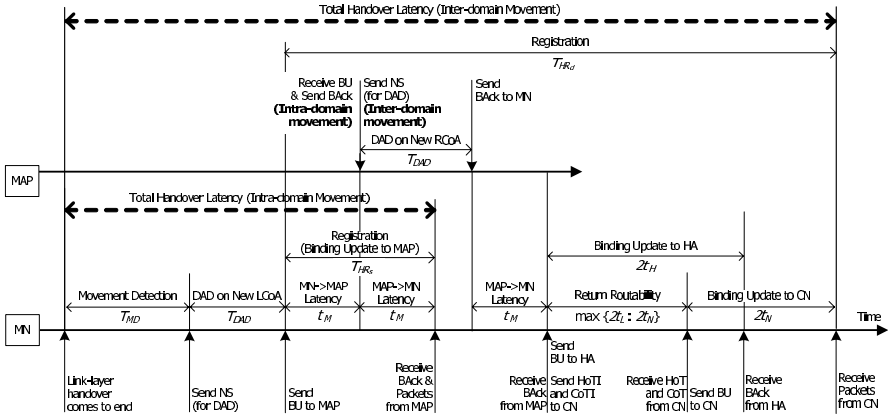 Total Handover Latency (Inter-domain Movement)
Registration
T_HRd
Receive BU
& Send BAck
(Intra-domain
movement)
Send NS
(for DAD)
(Inter-domain
movement)
Send
BAck to MN
DAD on New RCoA
T_DAD
MAP
Total Handover Latency (Intra-domain Movement)
Registration
(Binding Update to MAP)
T_HRs
Binding Update to HA
2t_H
Movement Detection
T_MD
DAD on New LCoA
T_DAD
MN->MAP
Latency
t_M
MAP->MN
Latency
t_M
MAP->MN
Latency
t_M
Return Routability
max {2t_L : 2t_N}
Binding Update to CN
2t_N
MN
Time
Link-layer
handover
comes to end
Send NS
(for DAD)
Send
BU to MAP
Receive
BAck &
Packets
from MAP
Receive
BAck
from MAP
Send
BU to HA
Send HoTI
and CoTI
to CN
Receive HoT
and CoT
from CN
Send BU
to CN
Receive
BAck
from HA
Receive
Packets
from CN